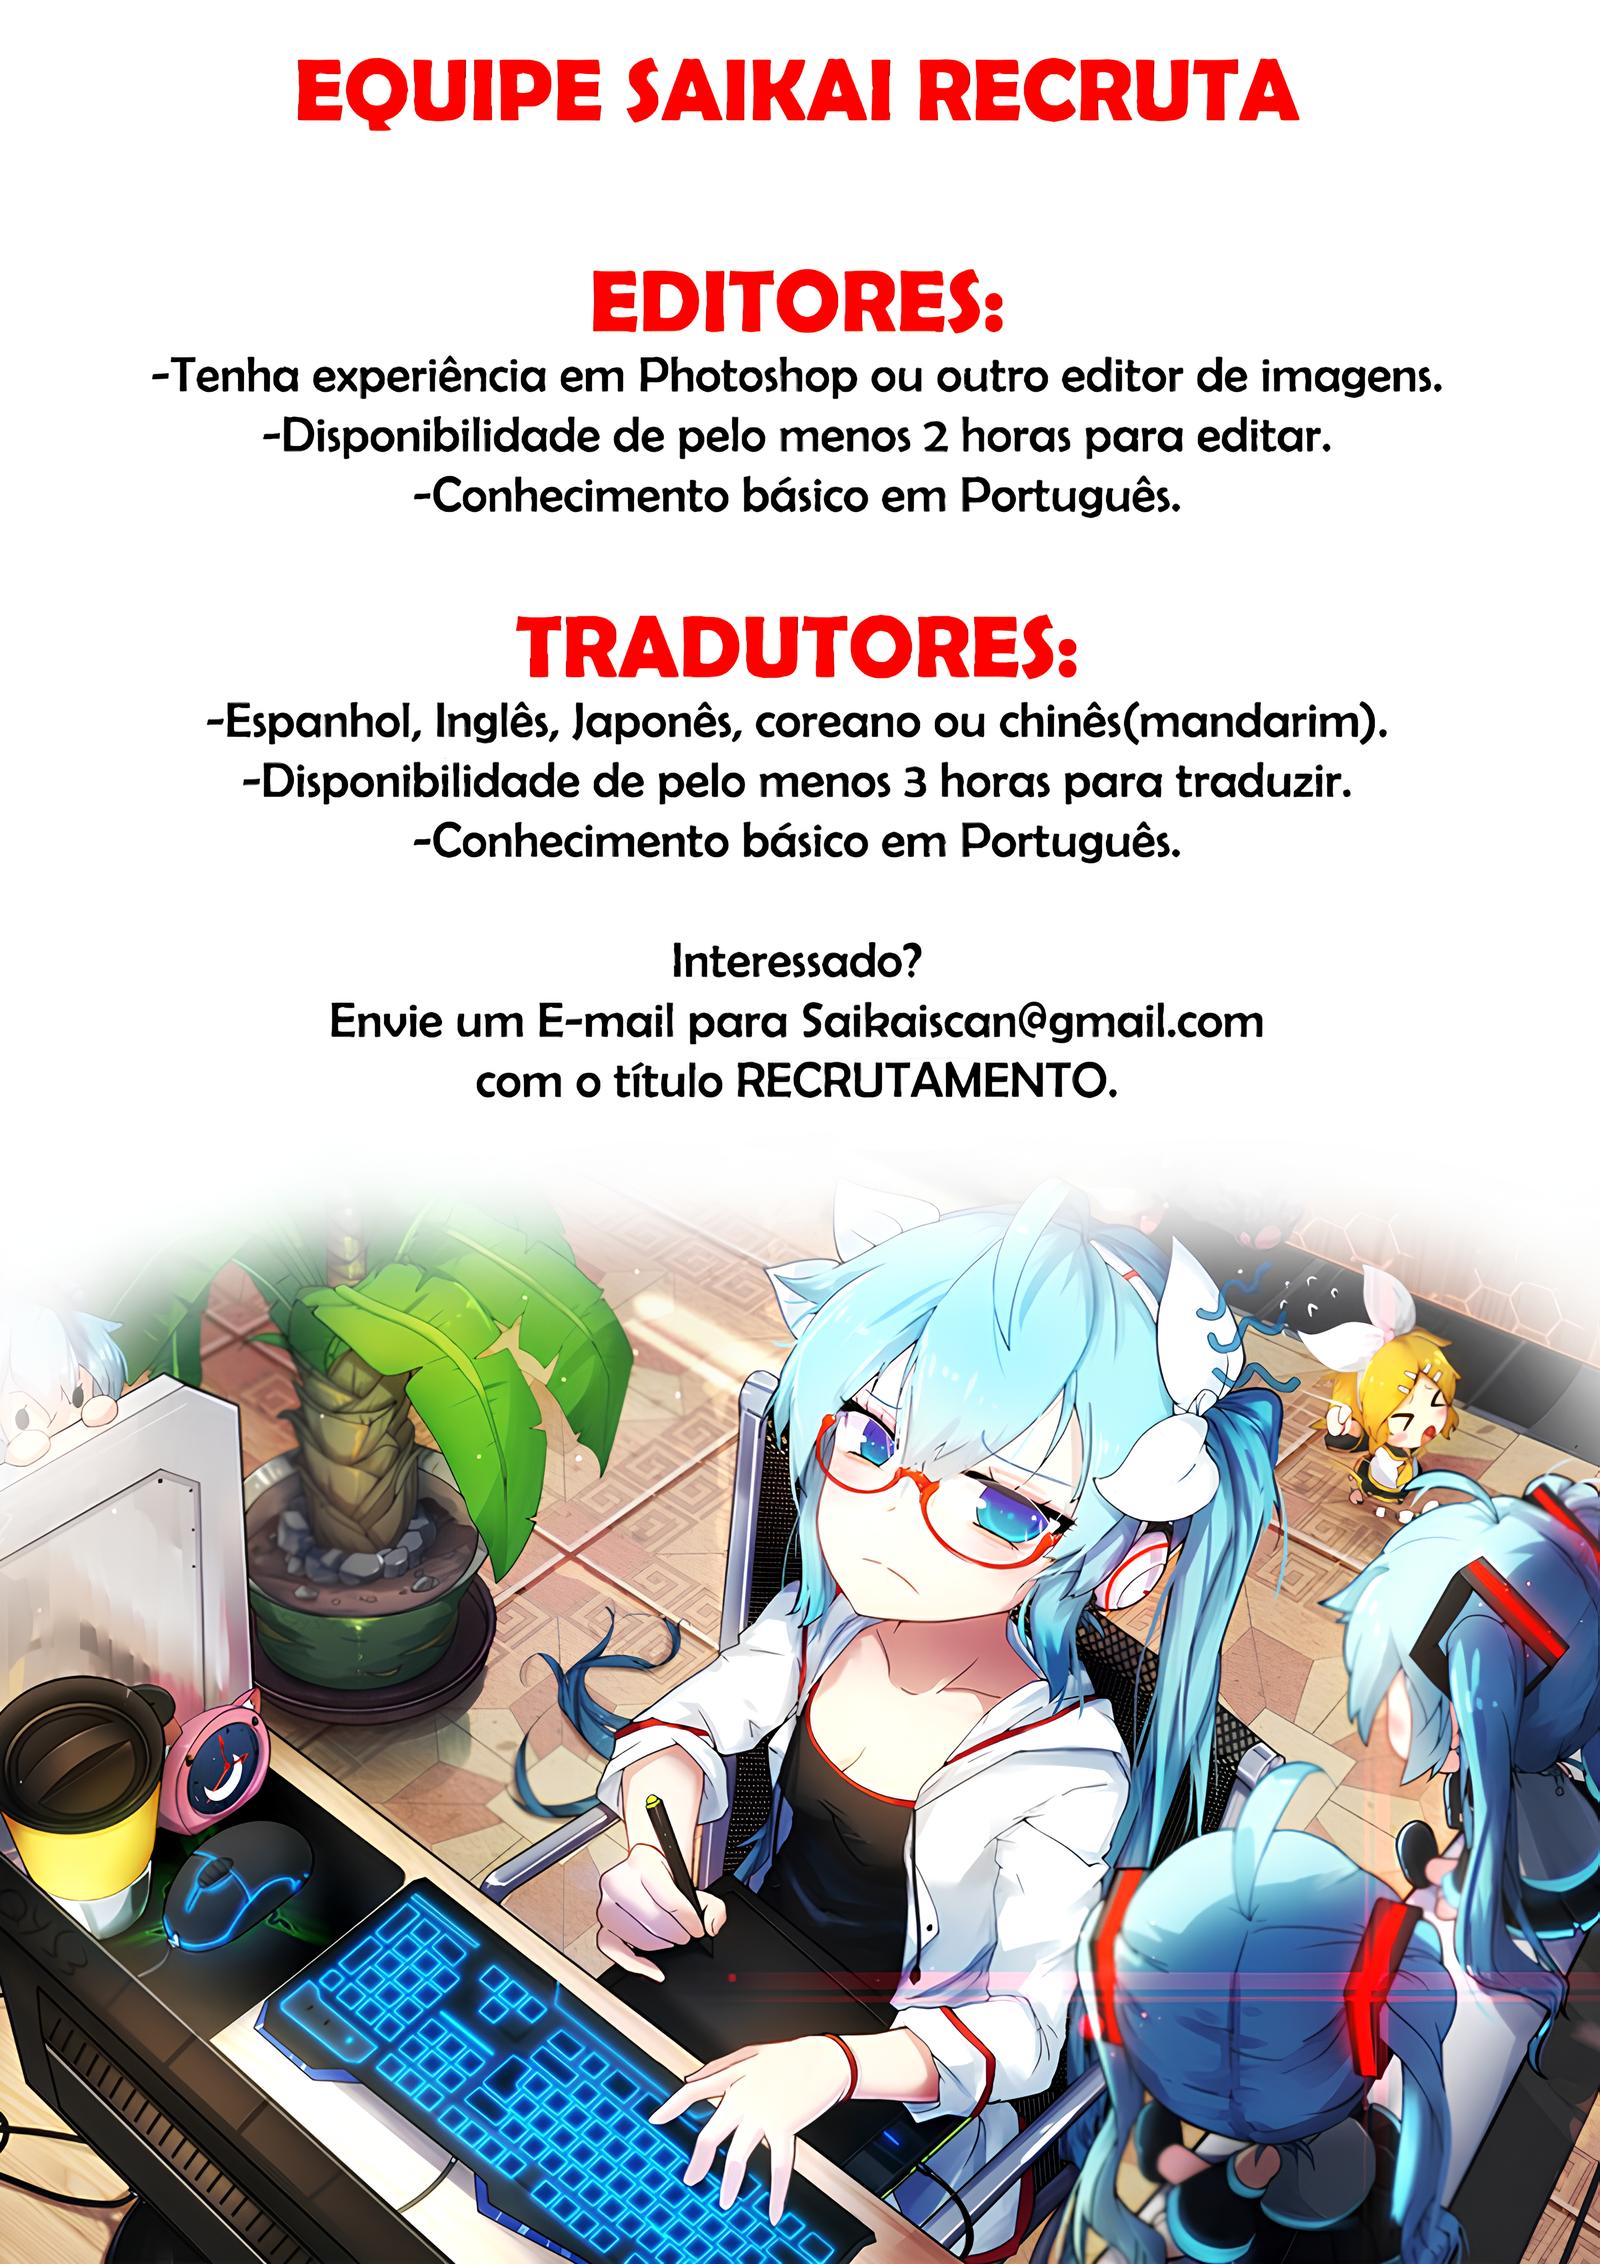 EQUIPE SAIKAI RECRUTA
EDITORES:
-Tenha experiência em Photoshop ou outro editor de imagens.
-Disponibilidade de pelo menos 2 horas para editar.
-Conhecimento básico em Português.
TRADUTORES:
-Espanhol, Inglês, Japonês, coreano ou chinês(mandarim).
-Disponibilidade de pelo menos 3 horas para traduzir.
-Conhecimento básico em Português.
Interessado?
Envie um E-mail para Saikaiscan@gmail.com
com o título RECRUTAMENTO.